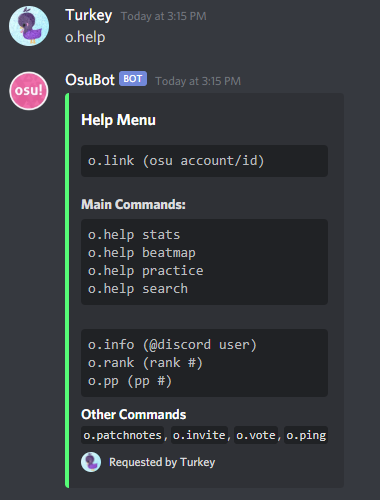 Turkey Today at 3:15 PM
o.help
osu!
OsuBot BOT Today at 3:15 PM
Help Menu
o.link (osu account/id)
Main Commands:
o.help stats
o.help beatmap
o.help practice
o.help search
o.info (@discord user)
o.rank (rank #)
o.pp (pp #)
Other Commands
o.patchnotes, o.invite, o.vote, o.ping
Requested by Turkey